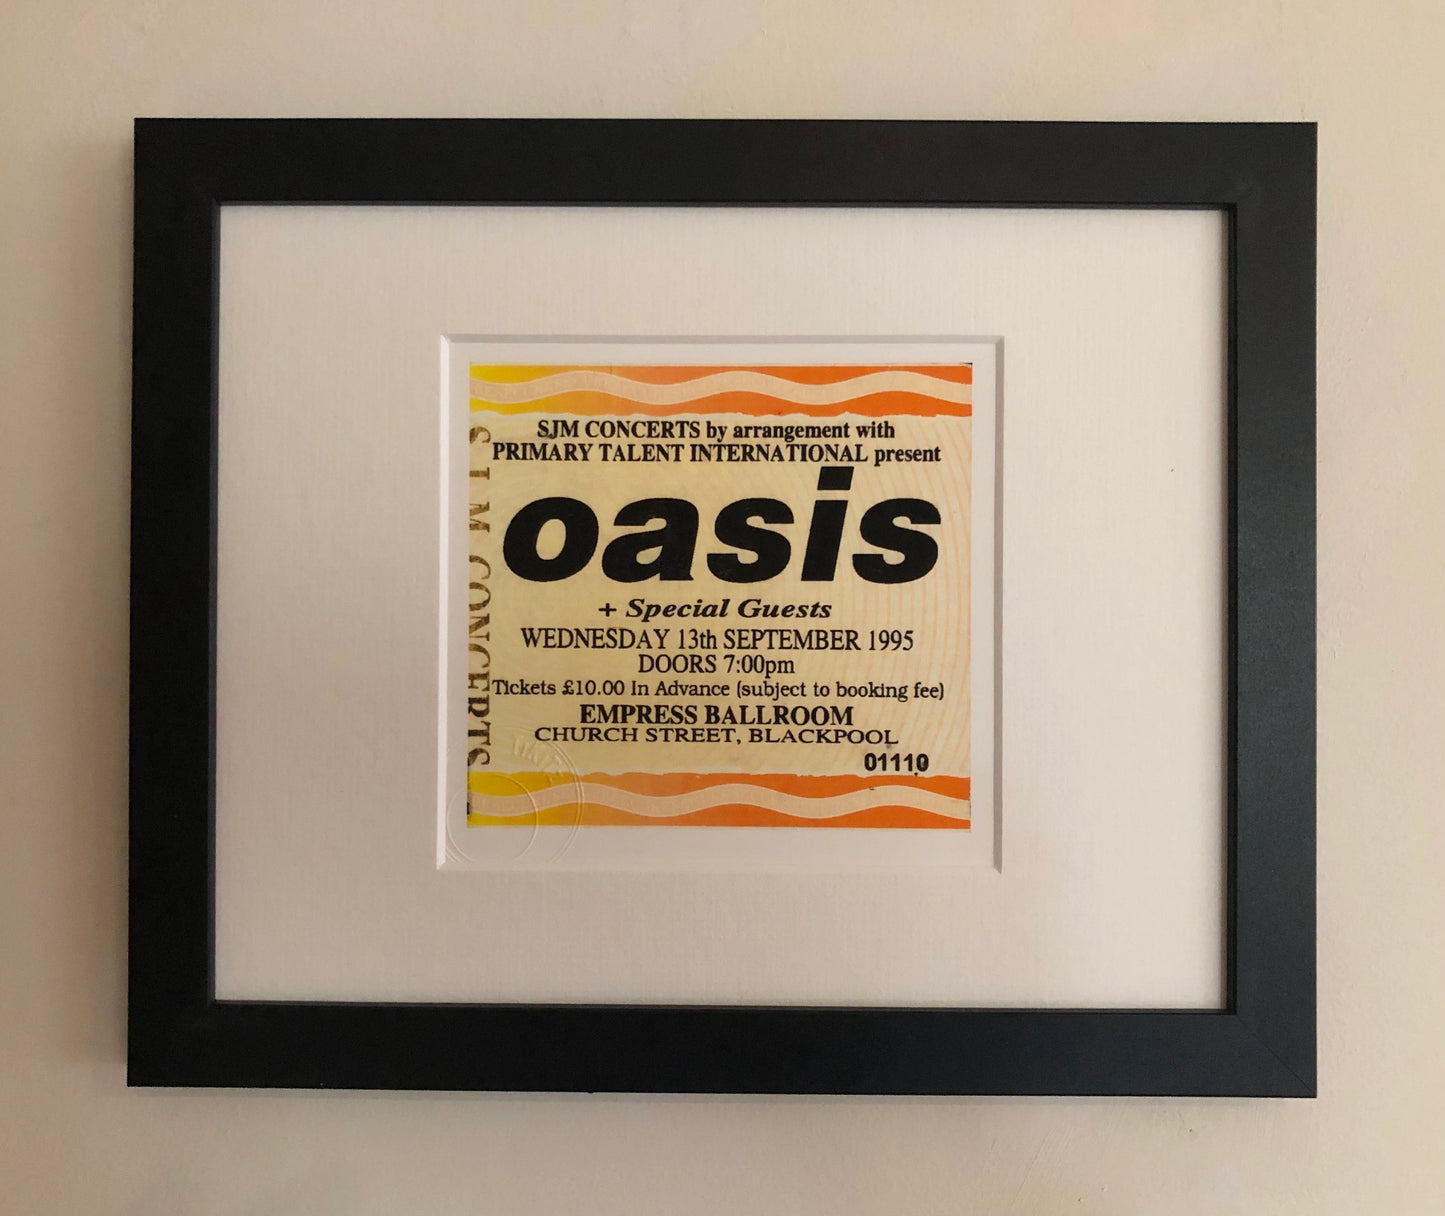 SJM CONCERTS by arrangement with
PRIMARY TALENT INTERNATIONAL present
oasis
+ Special Guests
WEDNESDAY 13th SEPTEMBER 1995
DOORS 7:00pm
Tickets £10.00 In Advance (subject to booking fee)
EMPRESS BALLROOM
CHURCH STREET, BLACKPOOL
01110
SJM CONCERTS